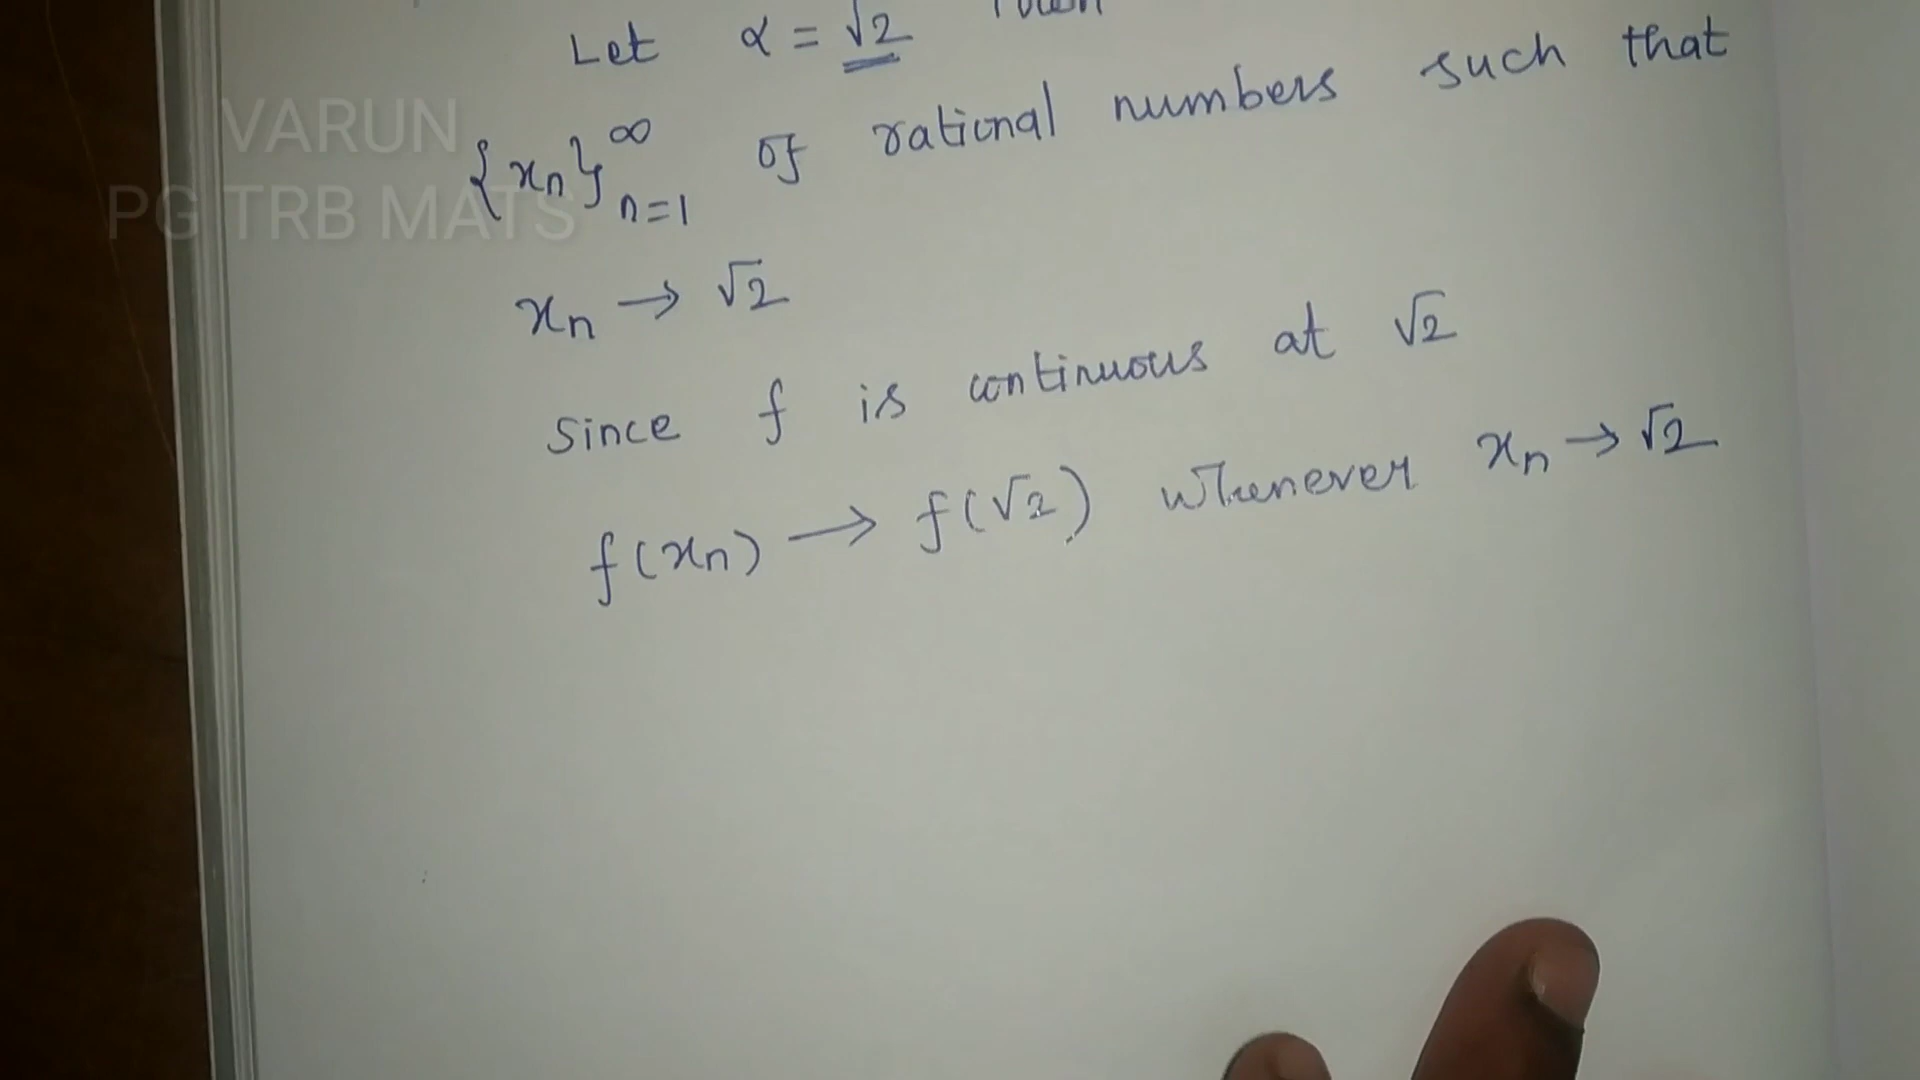 Let α = √2
{xn}∞n=1 of rational numbers such that
xn → √2
Since f is continuous at √2
f(xn) → f(√2) whenever xn → √2
VARUN
PG TRB MATS